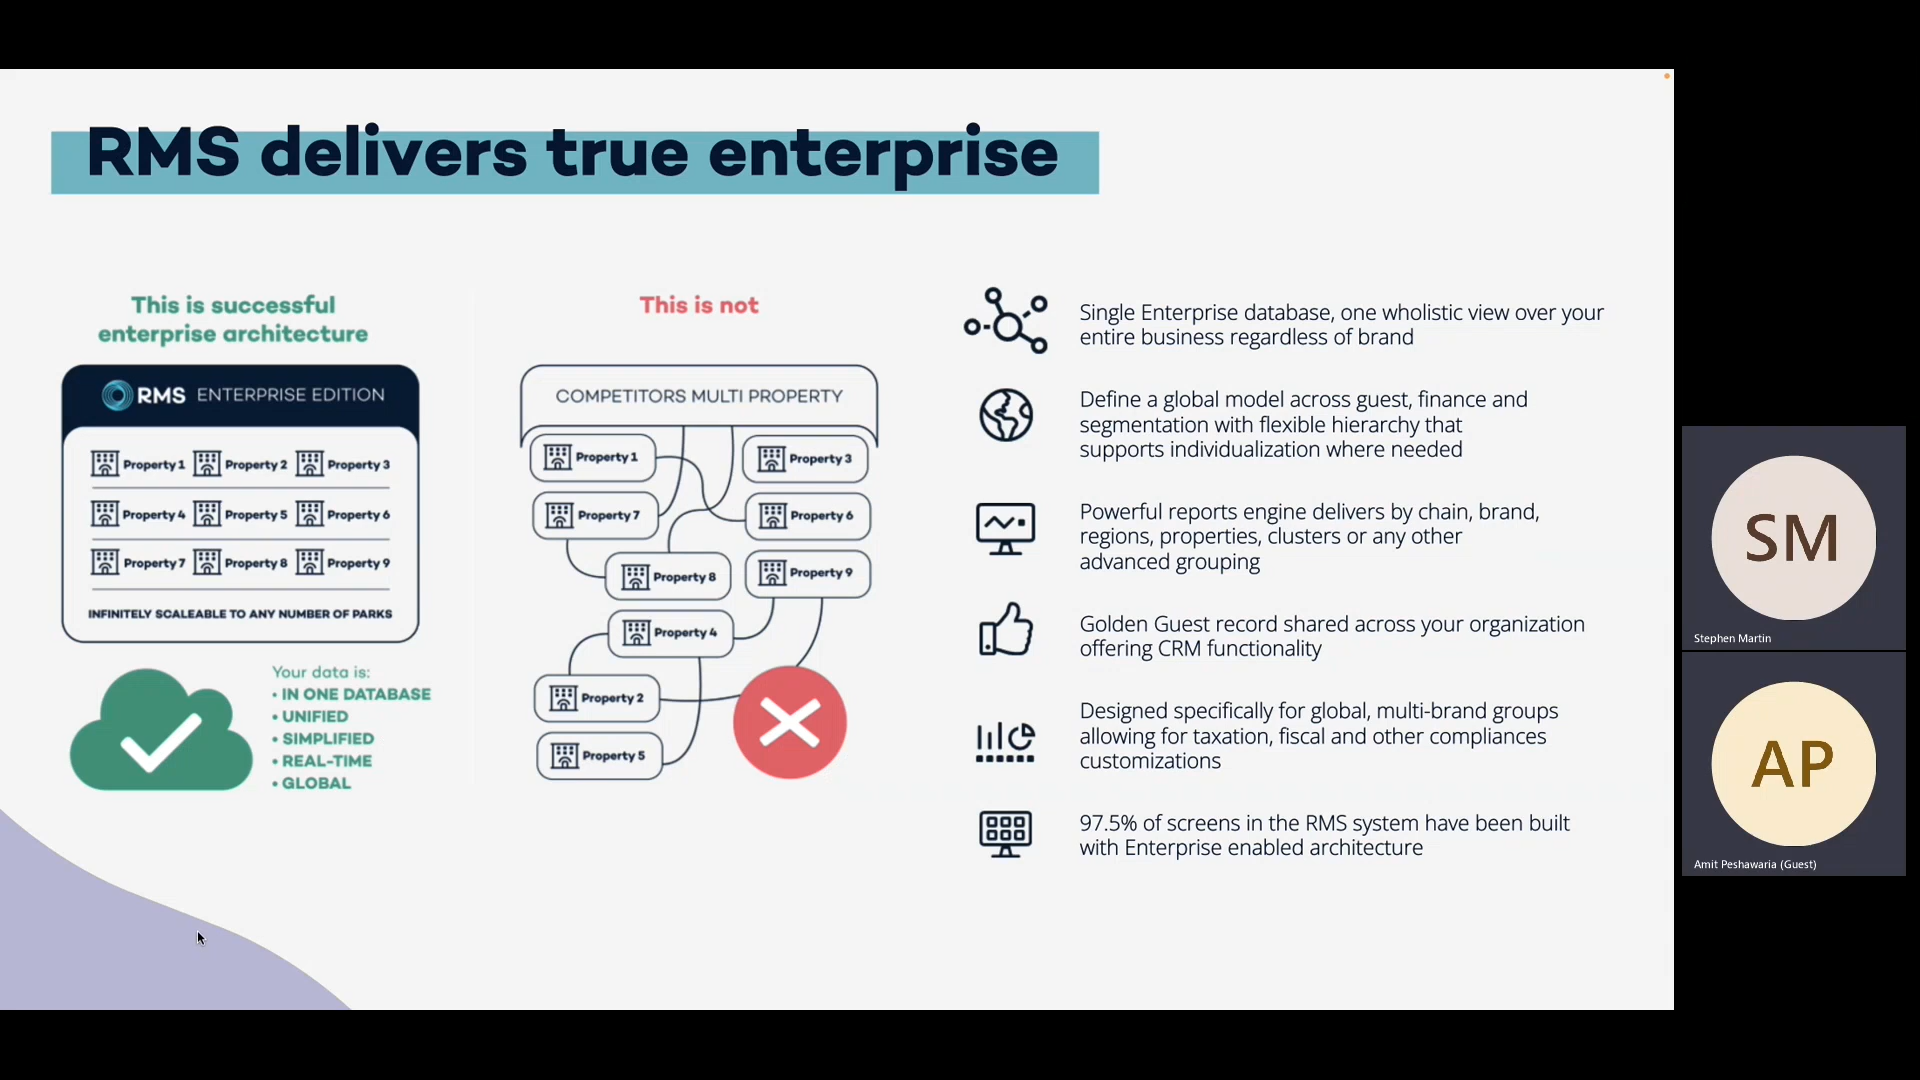 RMS delivers true enterprise
This is successful
enterprise architecture
RMS ENTERPRISE EDITION
Property 1 Property 2 Property 3
Property 4 Property 5 Property 6
Property 7 Property 8 Property 9
INFINITELY SCALEABLE TO ANY NUMBER OF PARKS
Your data is:
• IN ONE DATABASE
• UNIFIED
• SIMPLIFIED
• REAL-TIME
• GLOBAL
This is not
COMPETITORS MULTI PROPERTY
Property 1
Property 3
Property 7
Property 6
Property 8
Property 9
Property 4
Property 2
Property 5
Single Enterprise database, one wholistic view over your
entire business regardless of brand
Define a global model across guest, finance and
segmentation with flexible hierarchy that
supports individualization where needed
Powerful reports engine delivers by chain, brand,
regions, properties, clusters or any other
advanced grouping
Golden Guest record shared across your organization
offering CRM functionality
Designed specifically for global, multi-brand groups
allowing for taxation, fiscal and other compliances
customizations
97.5% of screens in the RMS system have been built
with Enterprise enabled architecture
SM
Stephen Martin
AP
Amit Peshawaria (Guest)